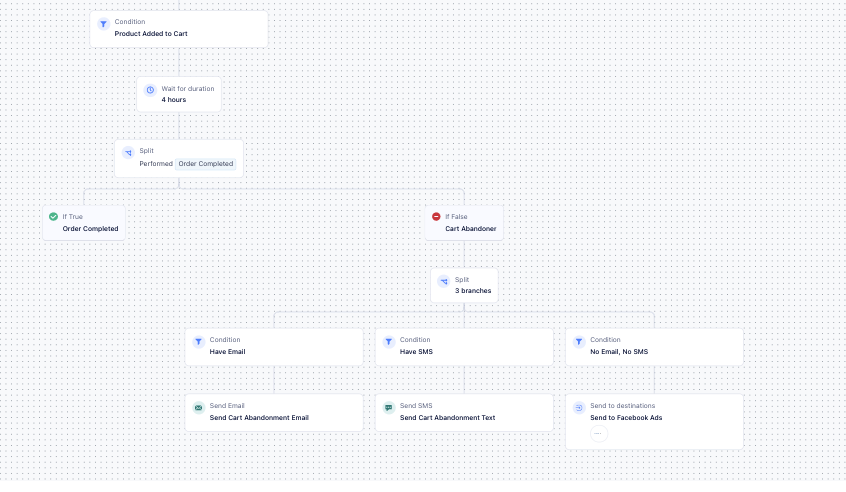 Condition
Product Added to Cart
Wait for duration
4 hours
Split
Performed Order Completed
If True
Order Completed
If False
Cart Abandoner
Split
3 branches
Condition
Have Email
Condition
Have SMS
Condition
No Email, No SMS
Send Email
Send Cart Abandonment Email
Send SMS
Send Cart Abandonment Text
Send to destinations
Send to Facebook Ads